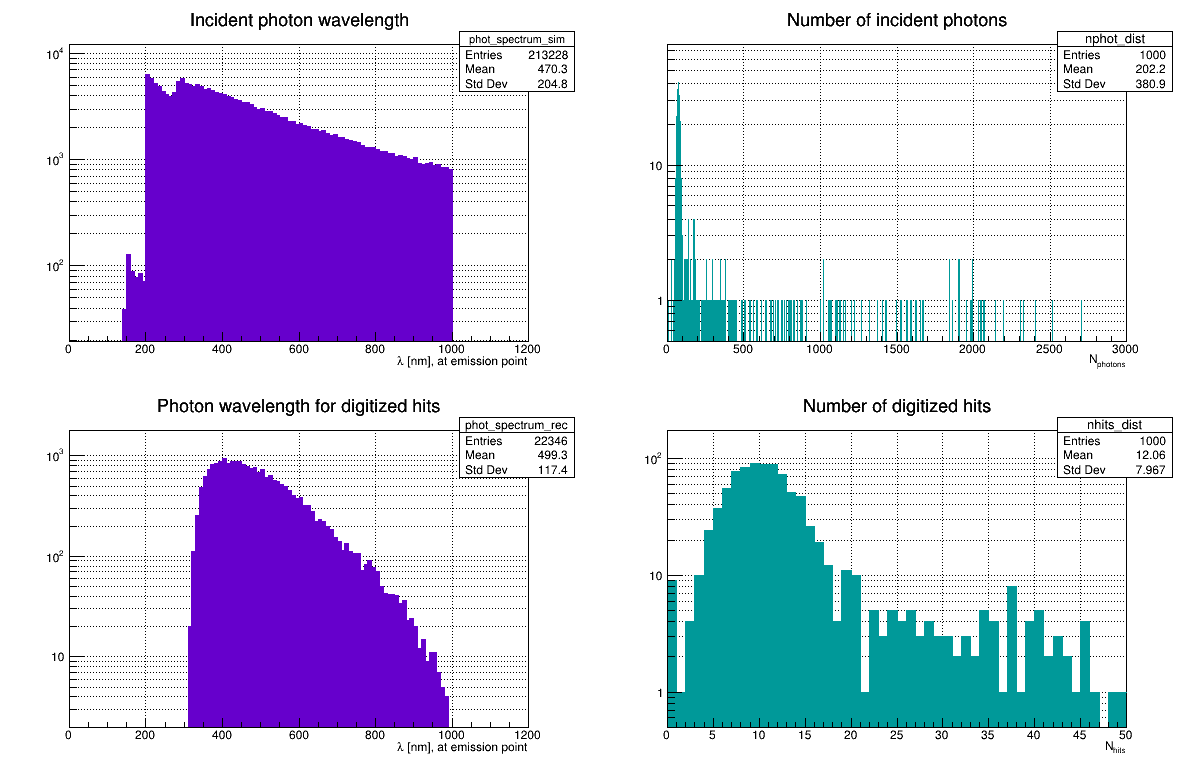 Incident photon wavelength
phot_spectrum_sim
Entries 213228
Mean 470.3
Std Dev 204.8
10^4
10^3
10^2
0 200 400 600 800 1000 1200
λ [nm], at emission point
Number of incident photons
nphot_dist
Entries 1000
Mean 202.2
Std Dev 380.9
10
1
0 500 1000 1500 2000 2500 3000
N_photons
Photon wavelength for digitized hits
phot_spectrum_rec
Entries 22346
Mean 499.3
Std Dev 117.4
10^3
10^2
10
0 200 400 600 800 1000 1200
λ [nm], at emission point
Number of digitized hits
nhits_dist
Entries 1000
Mean 12.06
Std Dev 7.967
10^2
10
1
0 5 10 15 20 25 30 35 40 45 50
N_hits